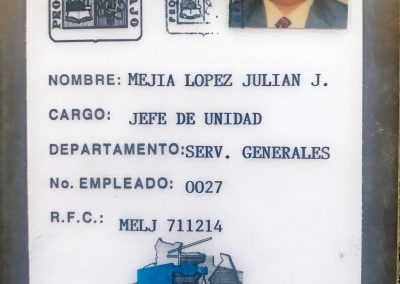 NOMBRE: MEJIA LOPEZ JULIAN J.
CARGO: JEFE DE UNIDAD
DEPARTAMENTO: SERV. GENERALES
No. EMPLEADO: 0027
R.F.C.: MELJ 711214